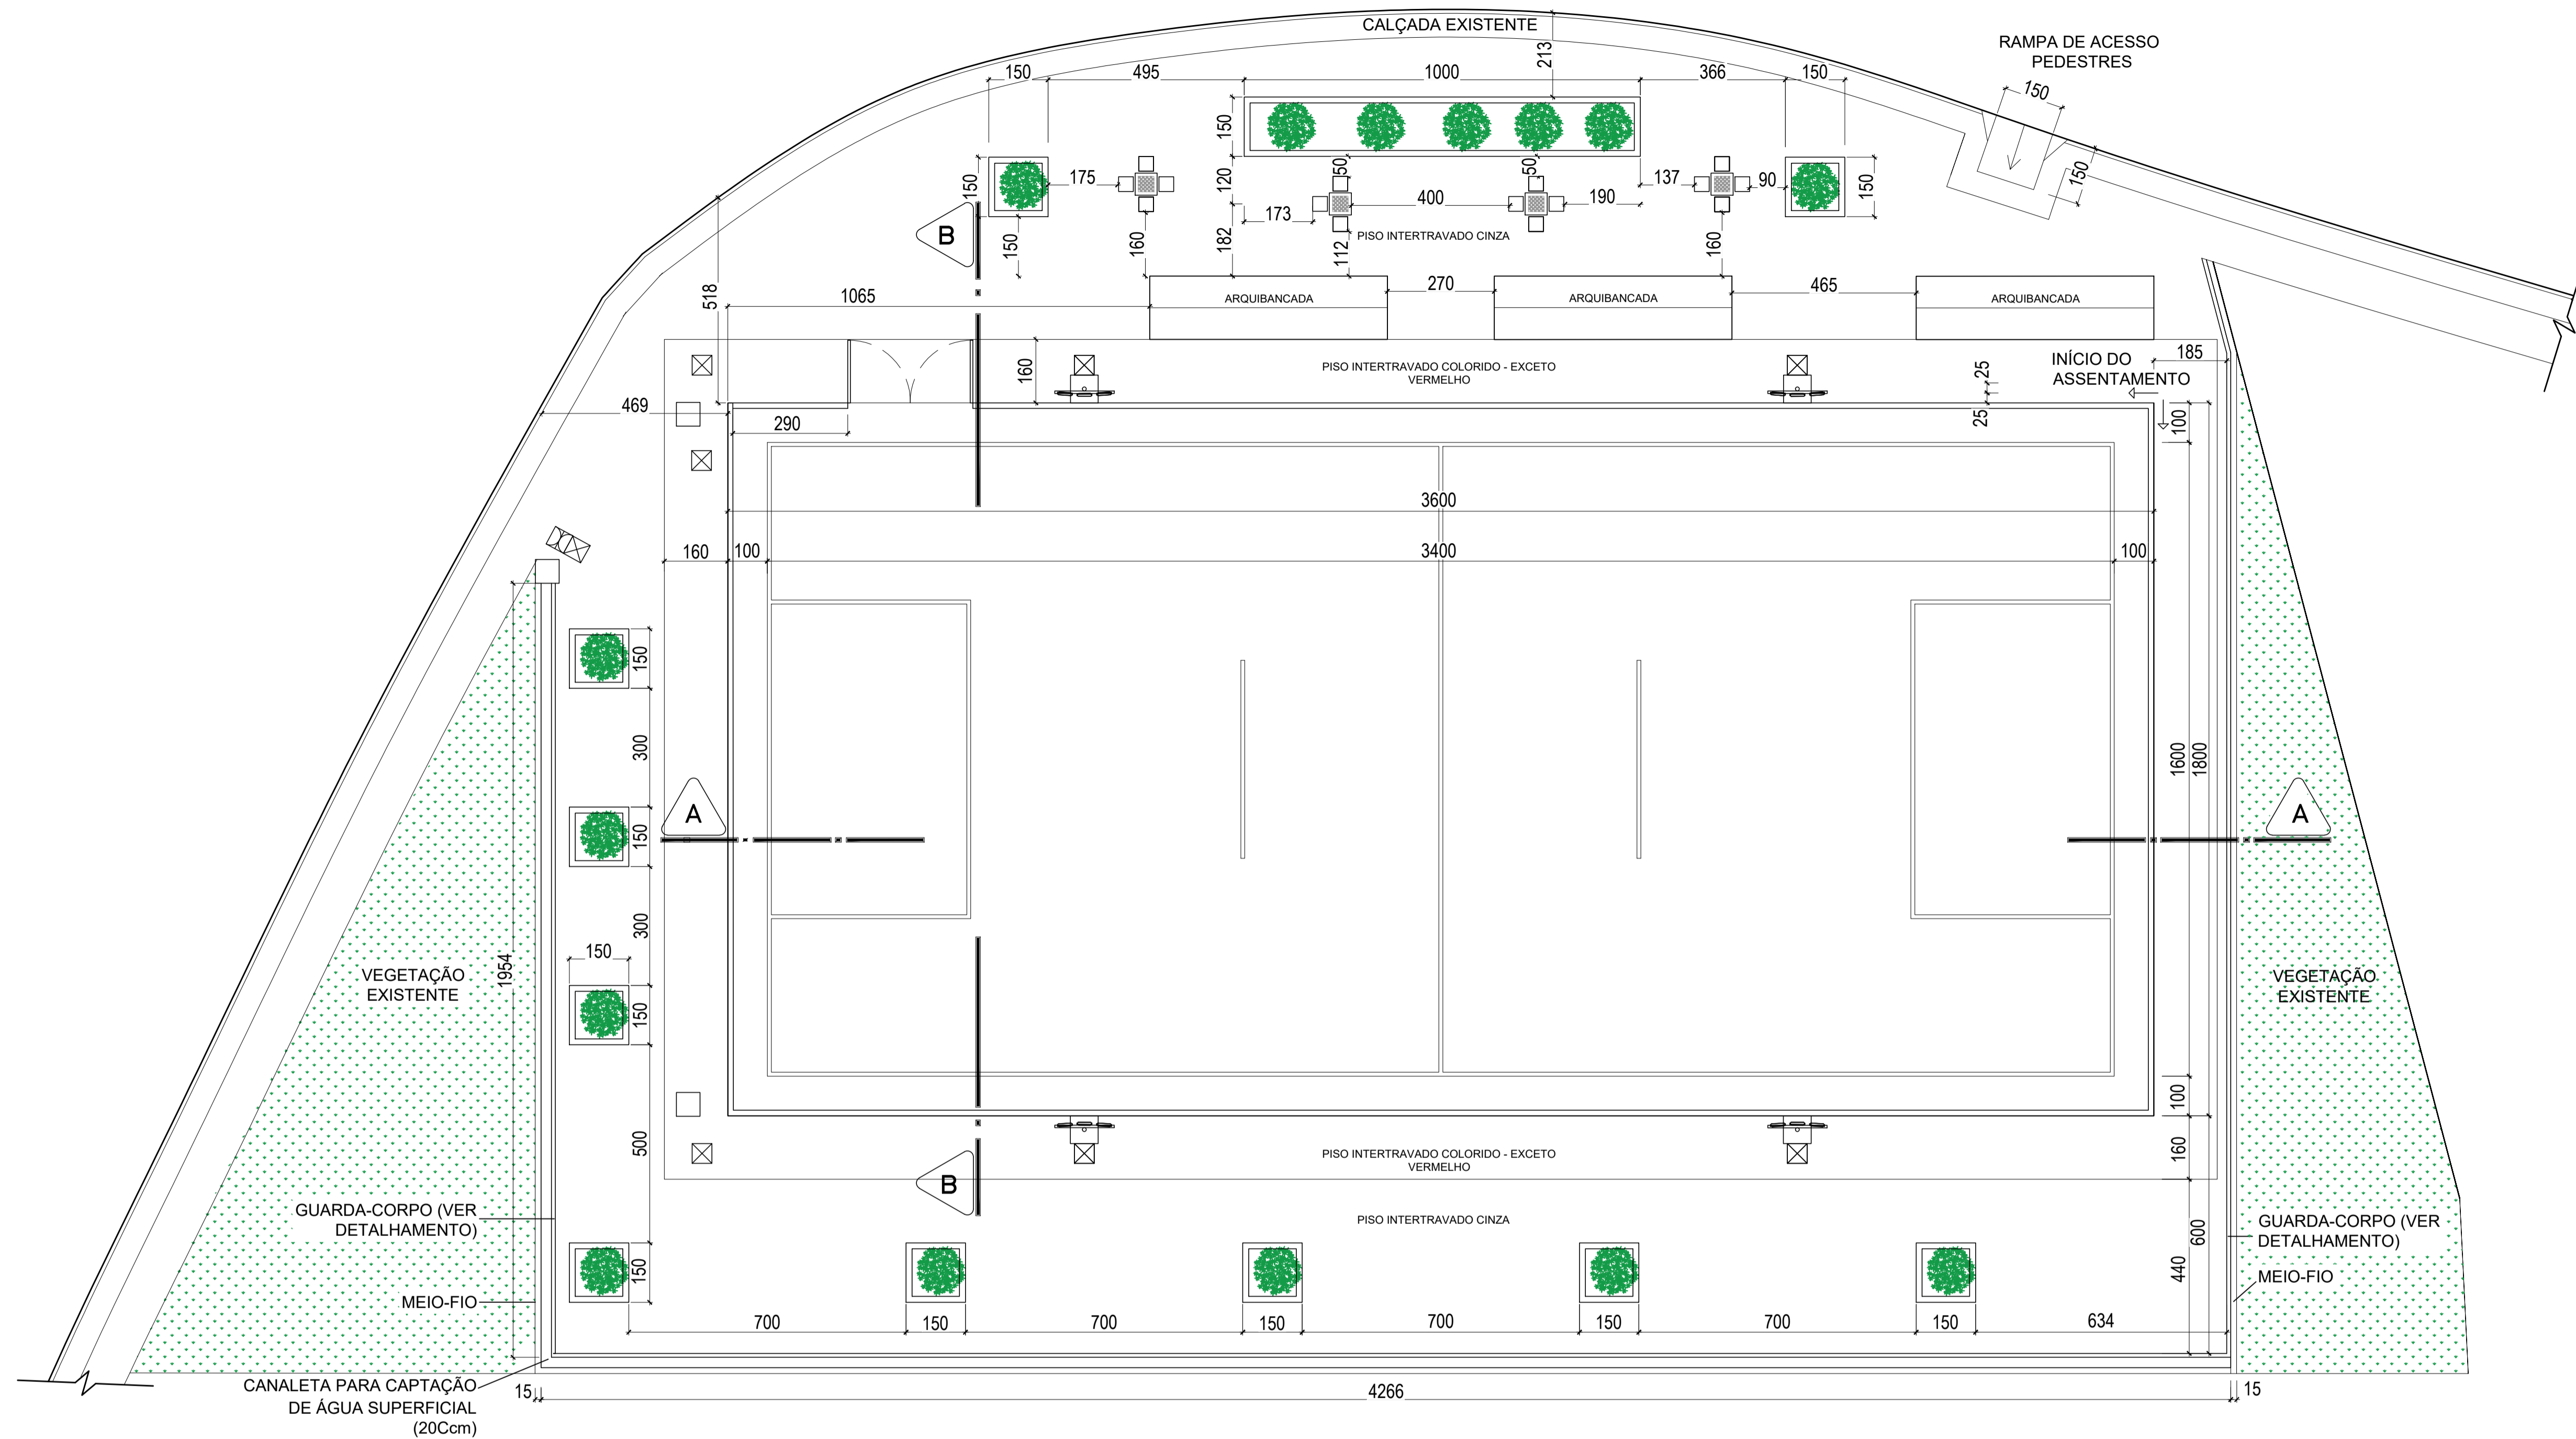 CALÇADA EXISTENTE
213
RAMPA DE ACESSO
PEDESTRES
150
150
150
495
1000
366
150
150
120
182
150
175
150
160
173
50
400
50
190
112
137
90
160
150
B
PISO INTERTRAVADO CINZA
518
1065
ARQUIBANCADA
270
ARQUIBANCADA
465
ARQUIBANCADA
160
PISO INTERTRAVADO COLORIDO - EXCETO
VERMELHO
25
25
INÍCIO DO
ASSENTAMENTO
185
469
290
100
3600
160
100
3400
100
1600
1800
150
300
150
300
150
150
500
150
A
A
1954
VEGETAÇÃO
EXISTENTE
VEGETAÇÃO
EXISTENTE
100
160
440
600
PISO INTERTRAVADO COLORIDO - EXCETO
VERMELHO
B
PISO INTERTRAVADO CINZA
GUARDA-CORPO (VER
DETALHAMENTO)
GUARDA-CORPO (VER
DETALHAMENTO)
MEIO-FIO
MEIO-FIO
700
150
700
150
700
150
700
150
634
CANALETA PARA CAPTAÇÃO
DE ÁGUA SUPERFICIAL
(20Ccm)
15
4266
15